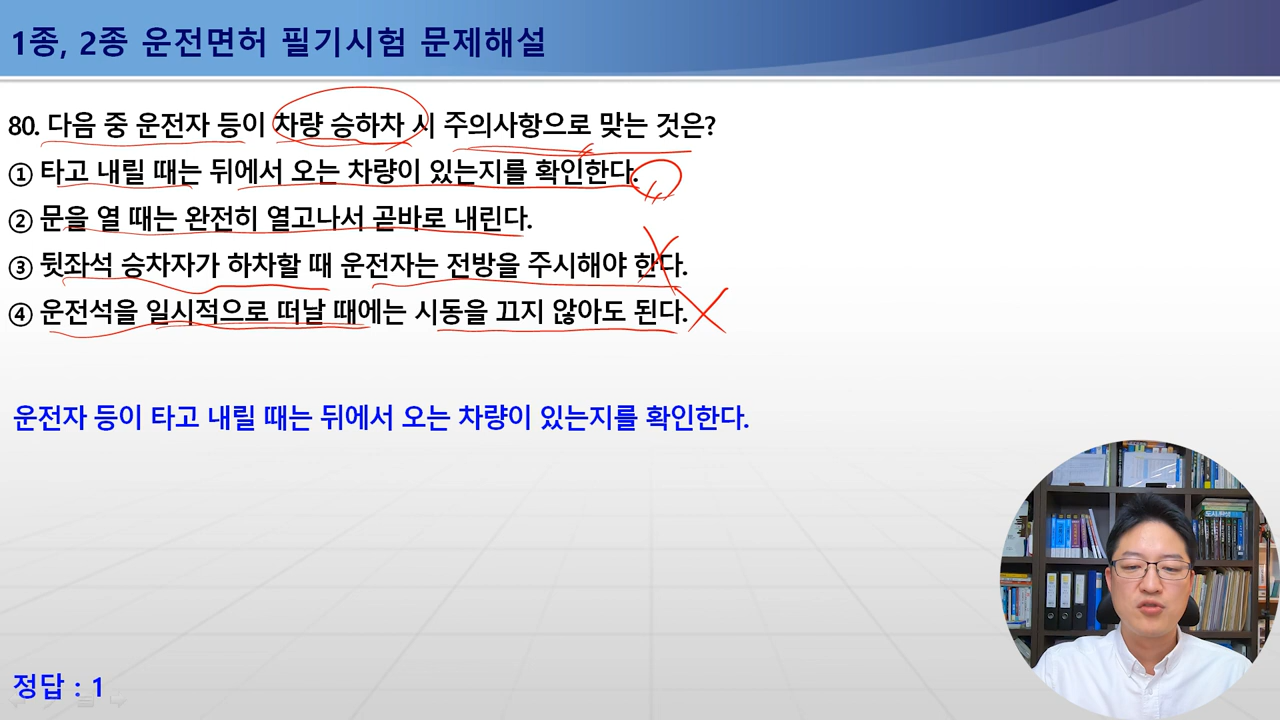 1종, 2종 운전면허 필기시험 문제해설
80. 다음 중 운전자 등이 차량 승하차 시 주의사항으로 맞는 것은?
① 타고 내릴 때는 뒤에서 오는 차량이 있는지를 확인한다.
② 문을 열 때는 완전히 열고나서 곧바로 내린다.
③ 뒷좌석 승차자가 하차할 때 운전자는 전방을 주시해야 한다.
④ 운전석을 일시적으로 떠날 때에는 시동을 끄지 않아도 된다.
운전자 등이 타고 내릴 때는 뒤에서 오는 차량이 있는지를 확인한다.
정답 : 1